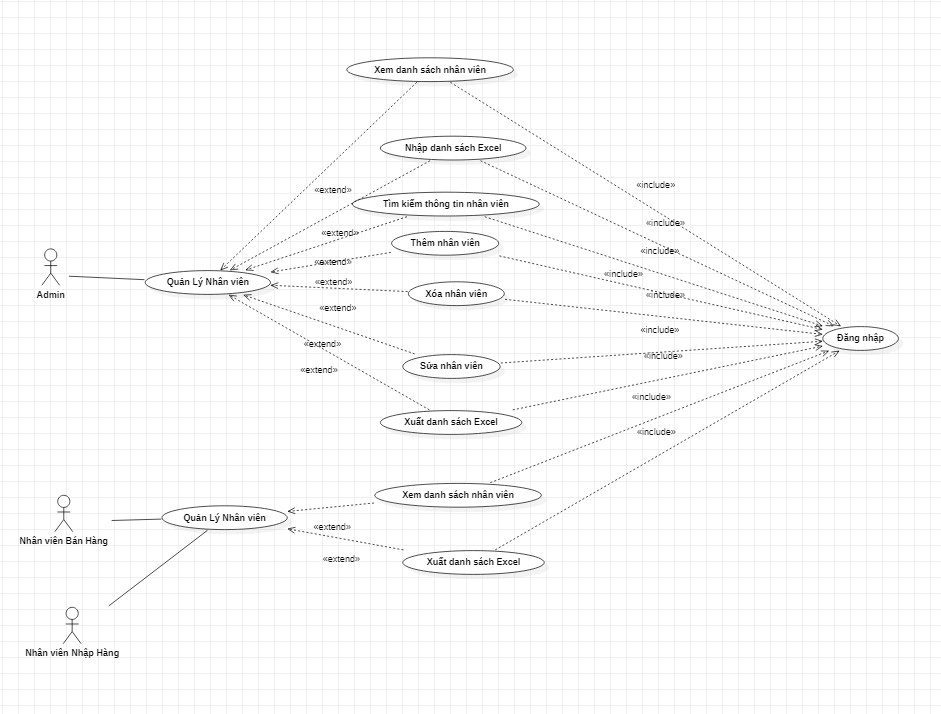 Xem danh sách nhân viên
Nhập danh sách Excel
«extend»
«include»
Tìm kiếm thông tin nhân viên
«include»
«extend»
Thêm nhân viên
«include»
«extend»
«include»
Quản Lý Nhân viên
«extend»
Admin
Xóa nhân viên
«include»
«extend»
«include»
Đăng nhập
«extend»
«include»
Sửa nhân viên
«extend»
«include»
Xuất danh sách Excel
«include»
Xem danh sách nhân viên
Quản Lý Nhân viên
«extend»
Nhân viên Bán Hàng
«extend»
Xuất danh sách Excel
Nhân viên Nhập Hàng